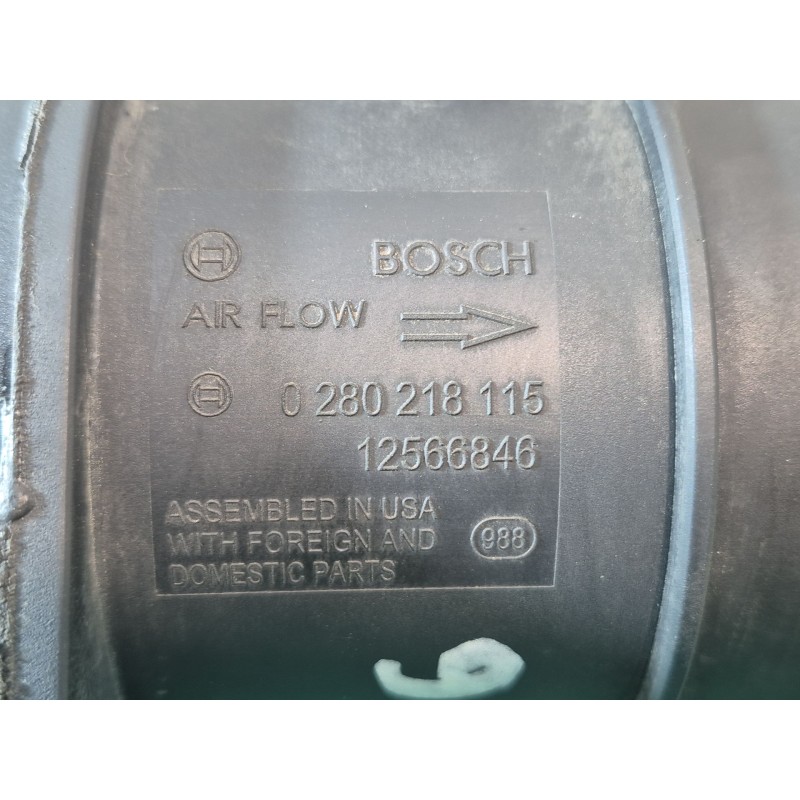 BOSCH
AIR FLOW
0 280 218 115
12566846
ASSEMBLED IN USA
WITH FOREIGN AND
988
DOMESTIC PARTS